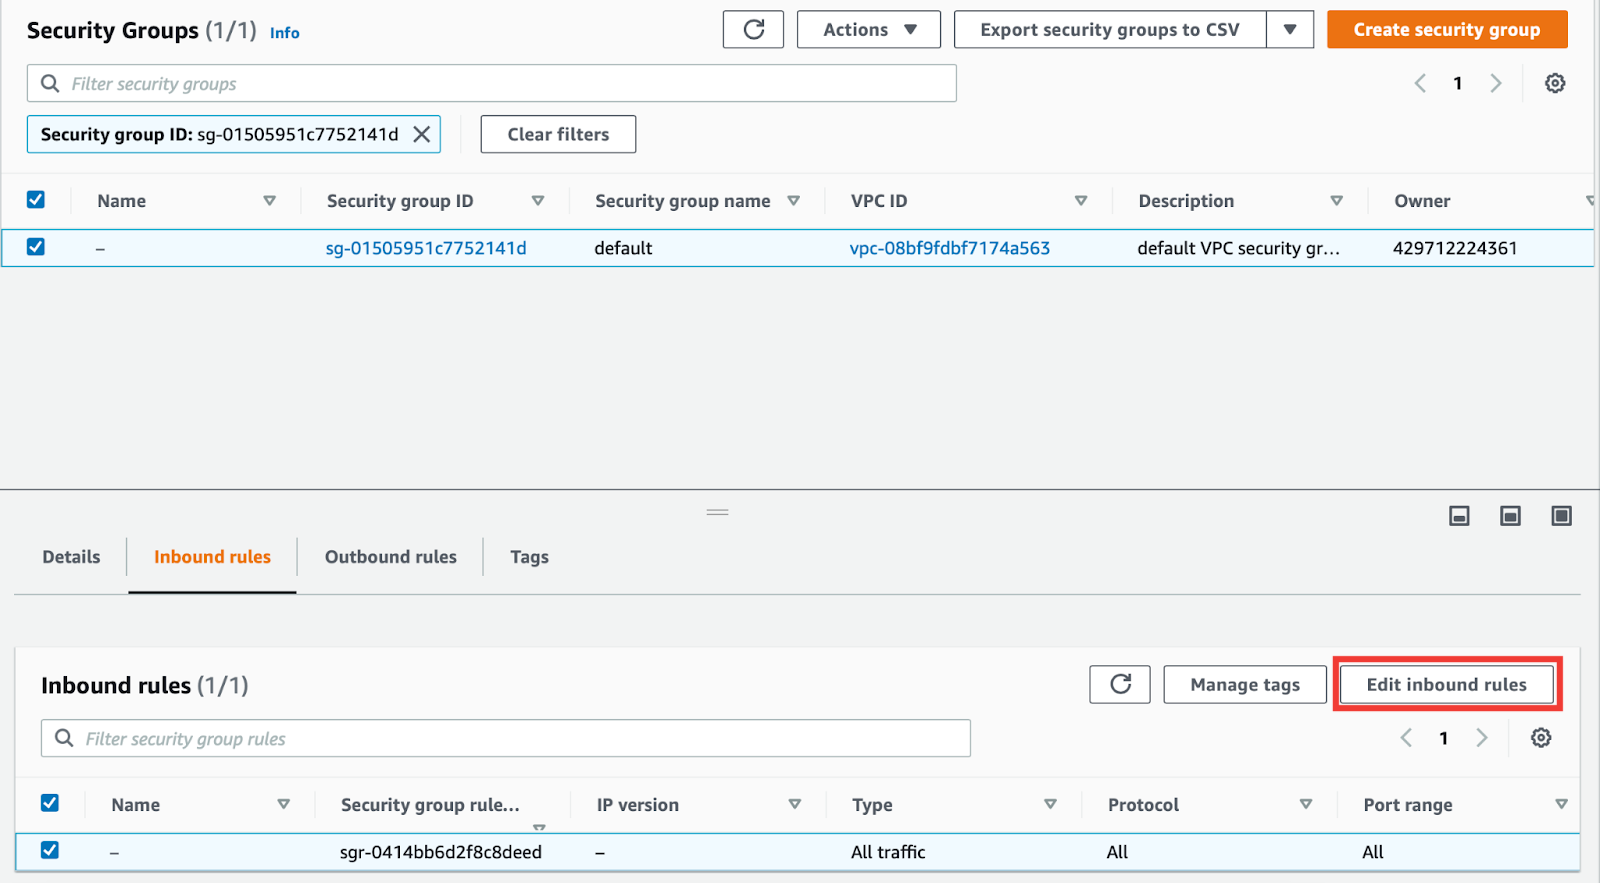 Security Groups (1/1) Info
Actions
Export security groups to CSV
Create security group
Filter security groups
1
Security group ID: sg-01505951c7752141d
Clear filters
Name Security group ID Security group name VPC ID Description Owner
– sg-01505951c7752141d default vpc-08bf9fdbf7174a563 default VPC security gr... 429712224361
Details Inbound rules Outbound rules Tags
Inbound rules (1/1)
Manage tags
Edit inbound rules
Filter security group rules
1
Name Security group rule... IP version Type Protocol Port range
– sgr-0414bb6d2f8c8deed – All traffic All All